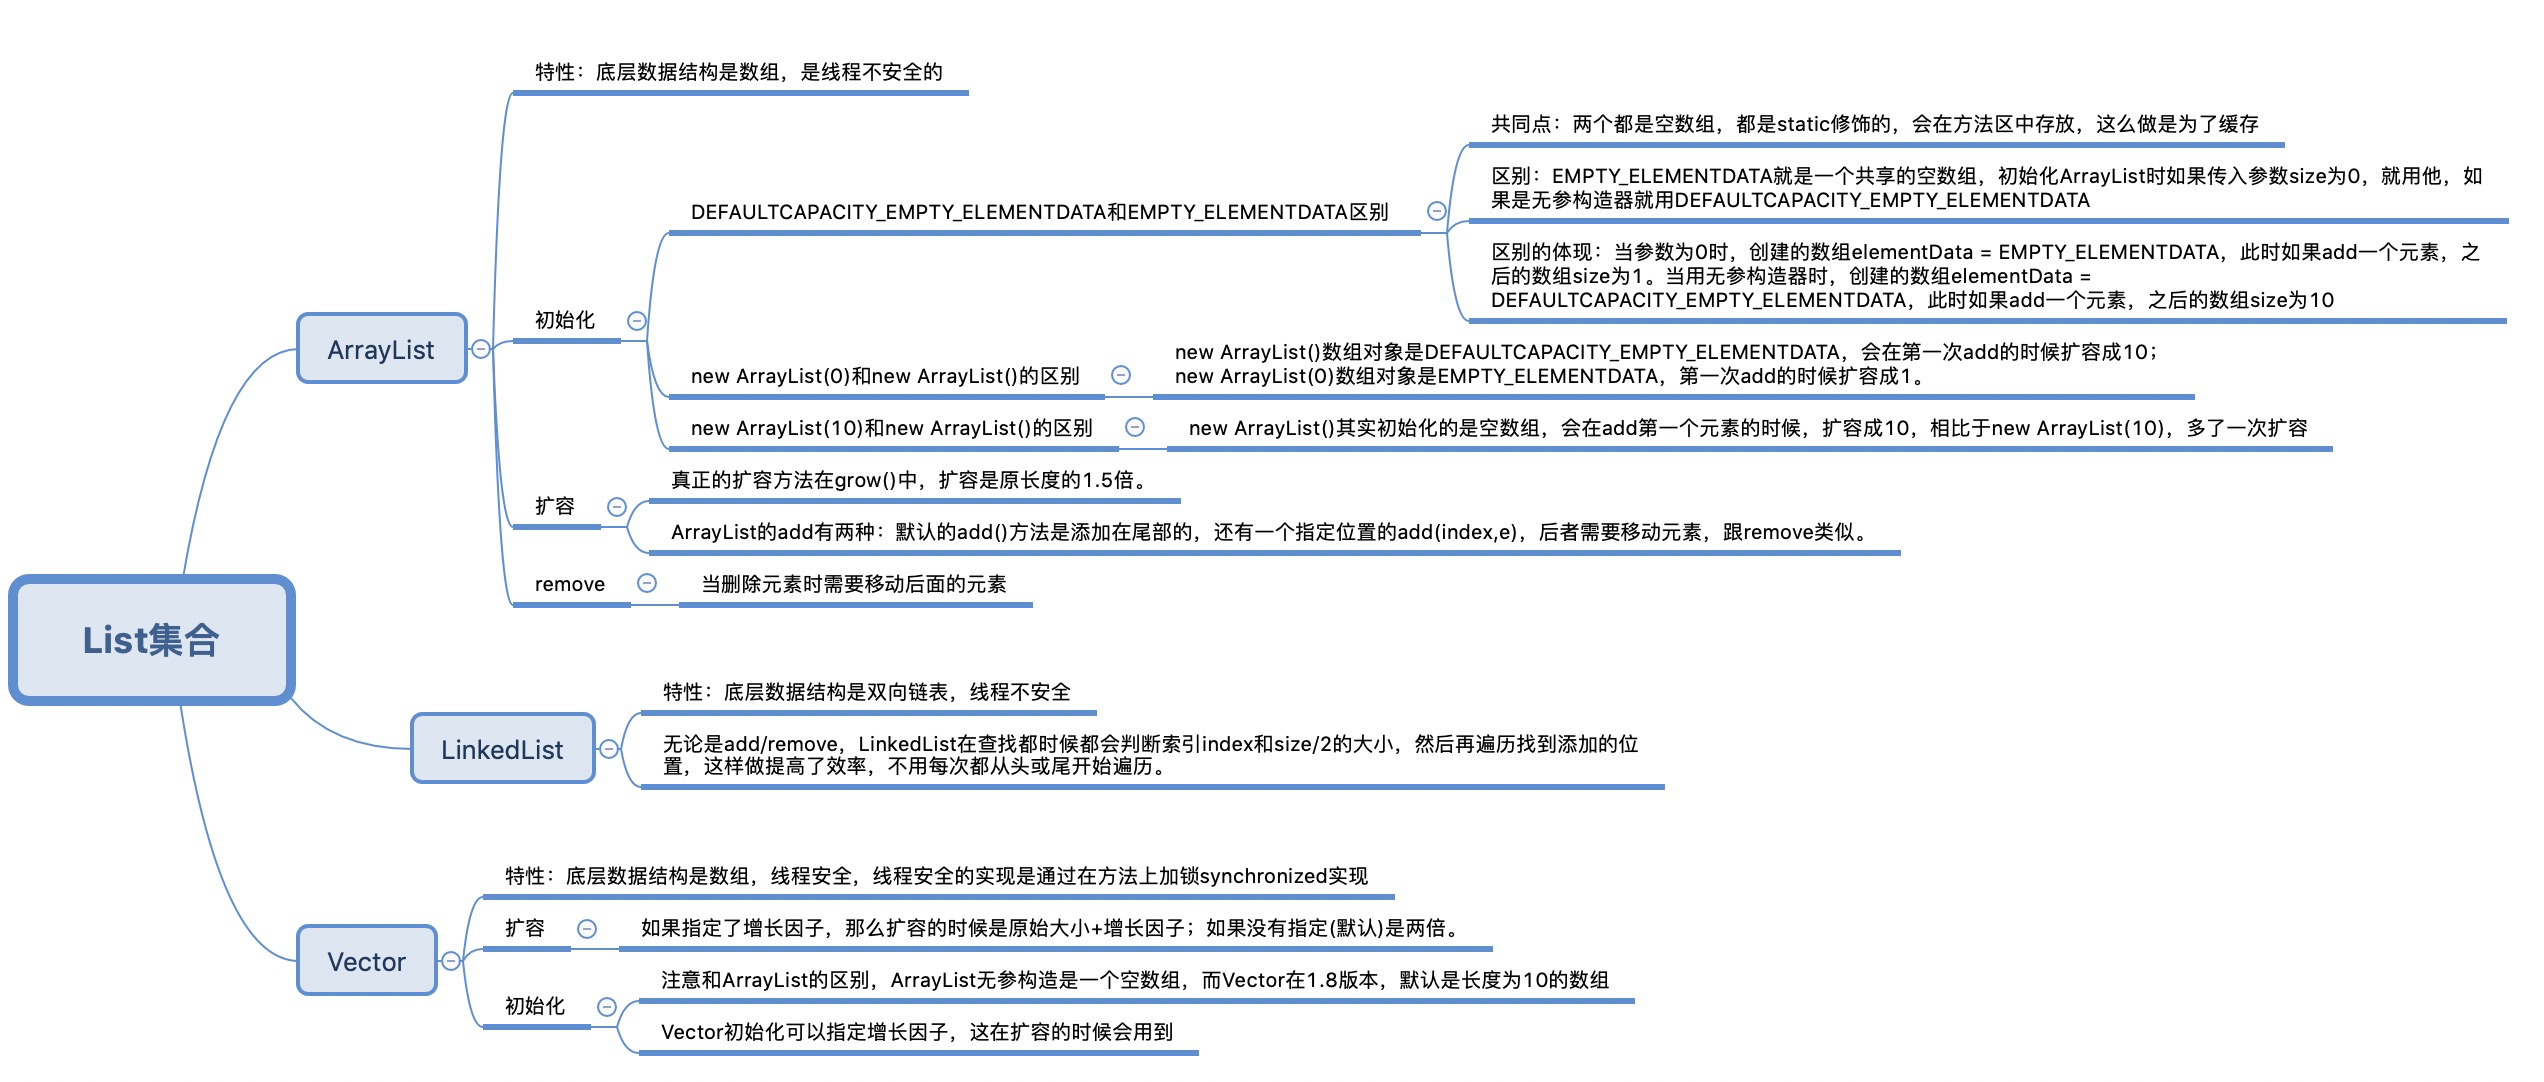 List集合
ArrayList
特性：底层数据结构是数组，是线程不安全的
初始化
DEFAULTCAPACITY_EMPTY_ELEMENTDATA和EMPTY_ELEMENTDATA区别
共同点：两个都是空数组，都是static修饰的，会在方法区中存放，这么做是为了缓存
区别：EMPTY_ELEMENTDATA就是一个共享的空数组，初始化ArrayList时如果传入参数size为0，就用他，如
果是无参构造器就用DEFAULTCAPACITY_EMPTY_ELEMENTDATA
区别的体现：当参数为0时，创建的数组elementData = EMPTY_ELEMENTDATA，此时如果add一个元素，之
后的数组size为1。当用无参构造器时，创建的数组elementData =
DEFAULTCAPACITY_EMPTY_ELEMENTDATA，此时如果add一个元素，之后的数组size为10
new ArrayList(0)和new ArrayList()的区别
new ArrayList()数组对象是DEFAULTCAPACITY_EMPTY_ELEMENTDATA，会在第一次add的时候扩容成10；
new ArrayList(0)数组对象是EMPTY_ELEMENTDATA，第一次add的时候扩容成1。
new ArrayList(10)和new ArrayList()的区别
new ArrayList()其实初始化的是空数组，会在add第一个元素的时候，扩容成10，相比于new ArrayList(10)，多了一次扩容
扩容
真正的扩容方法在grow()中，扩容是原长度的1.5倍。
ArrayList的add有两种：默认的add()方法是添加在尾部的，还有一个指定位置的add(index,e)，后者需要移动元素，跟remove类似。
remove
当删除元素时需要移动后面的元素
LinkedList
特性：底层数据结构是双向链表，线程不安全
无论是add/remove，LinkedList在查找都时候都会判断索引index和size/2的大小，然后再遍历找到添加的位
置，这样做提高了效率，不用每次都从头或尾开始遍历。
Vector
特性：底层数据结构是数组，线程安全，线程安全的实现是通过在方法上加锁synchronized实现
扩容
如果指定了增长因子，那么扩容的时候是原始大小+增长因子；如果没有指定(默认)是两倍。
初始化
注意和ArrayList的区别，ArrayList无参构造是一个空数组，而Vector在1.8版本，默认是长度为10的数组
Vector初始化可以指定增长因子，这在扩容的时候会用到